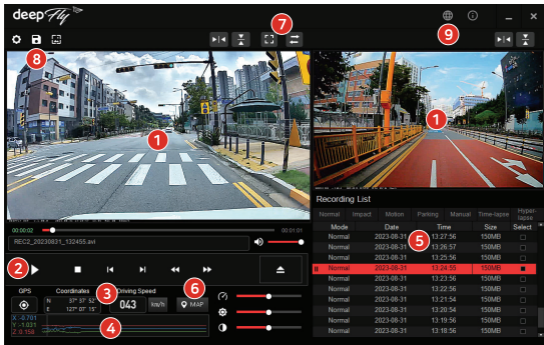 deep Fly
7
9
8
1
1
Recording List
Normal Impact Motion Parking Manual Time-lapse Hyper-lapse
Mode Date Time Size Select
00:00:02 00:01:01
REC2_20230831_132455.avi
Normal 2023-08-31 13:27:56 150MB
5
Normal 2023-08-31 13:26:57 150MB
Normal 2023-08-31 13:25:56 150MB
Normal 2023-08-31 13:24:55 150MB
Normal 2023-08-31 13:23:56 150MB
Normal 2023-08-31 13:22:56 150MB
Normal 2023-08-31 13:21:54 150MB
Normal 2023-08-31 13:20:54 150MB
Normal 2023-08-31 13:19:56 150MB
Normal 2023-08-31 13:18:56 150MB
2
GPS Coordinates Driving Speed
3
6
N 37° 37' 52"
E 127° 07' 15"
043 km/h MAP
4
X -0.701
Y -1.031
Z 0.156